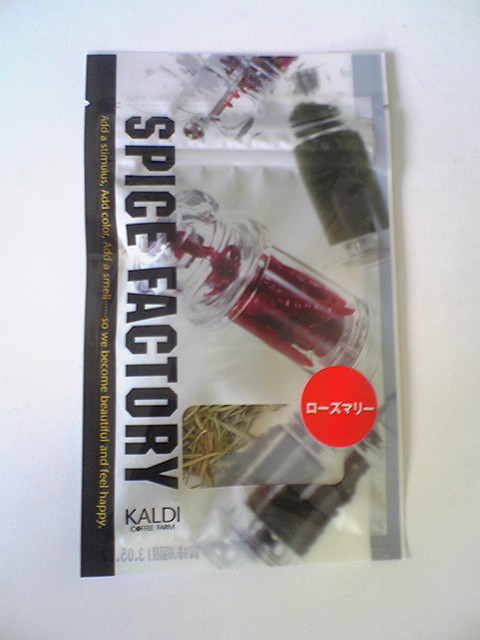 SPICE FACTORY
Add a stimulus, Add color, Add a smell……so we become beautiful and feel happy.
ローズマリー
KALDI
COFFEE FARM